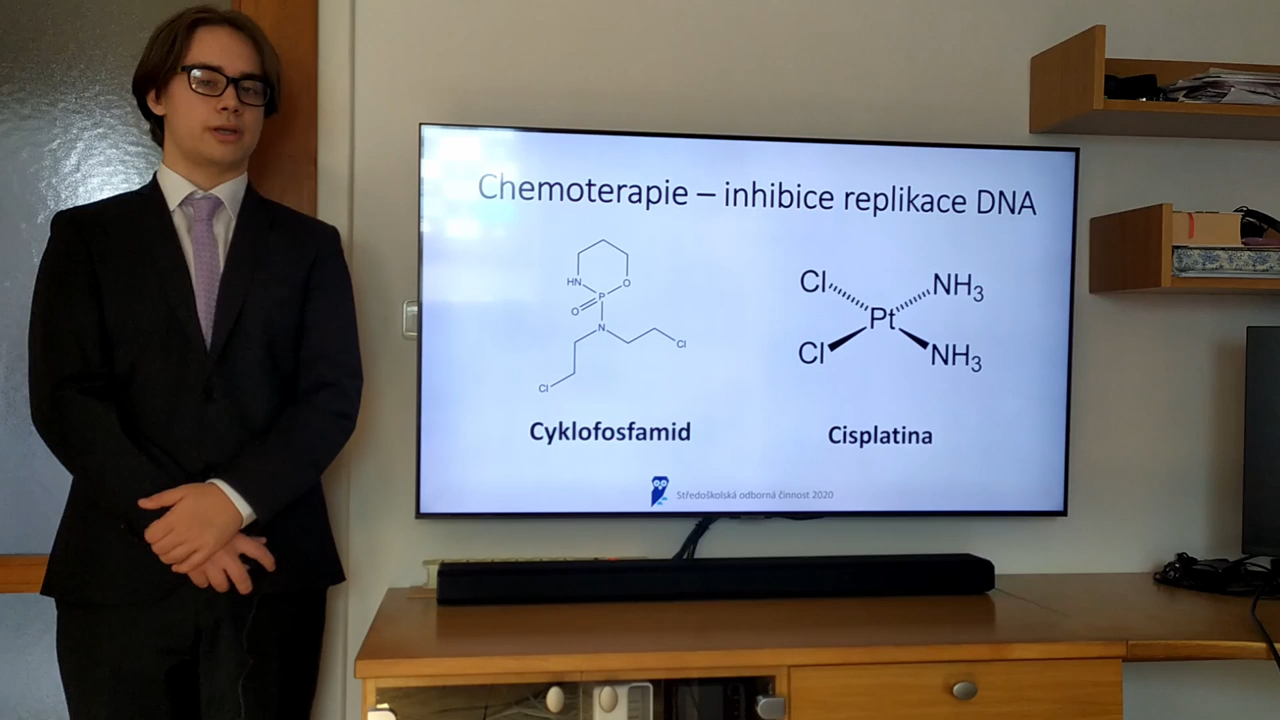 Chemoterapie – inhibice replikace DNA
HN
O
P
O
N
Cl
Cl
Cl
NH3
Pt
Cl
NH3
Cyklofosfamid
Cisplatina
Středoškolská odborná činnost 2020